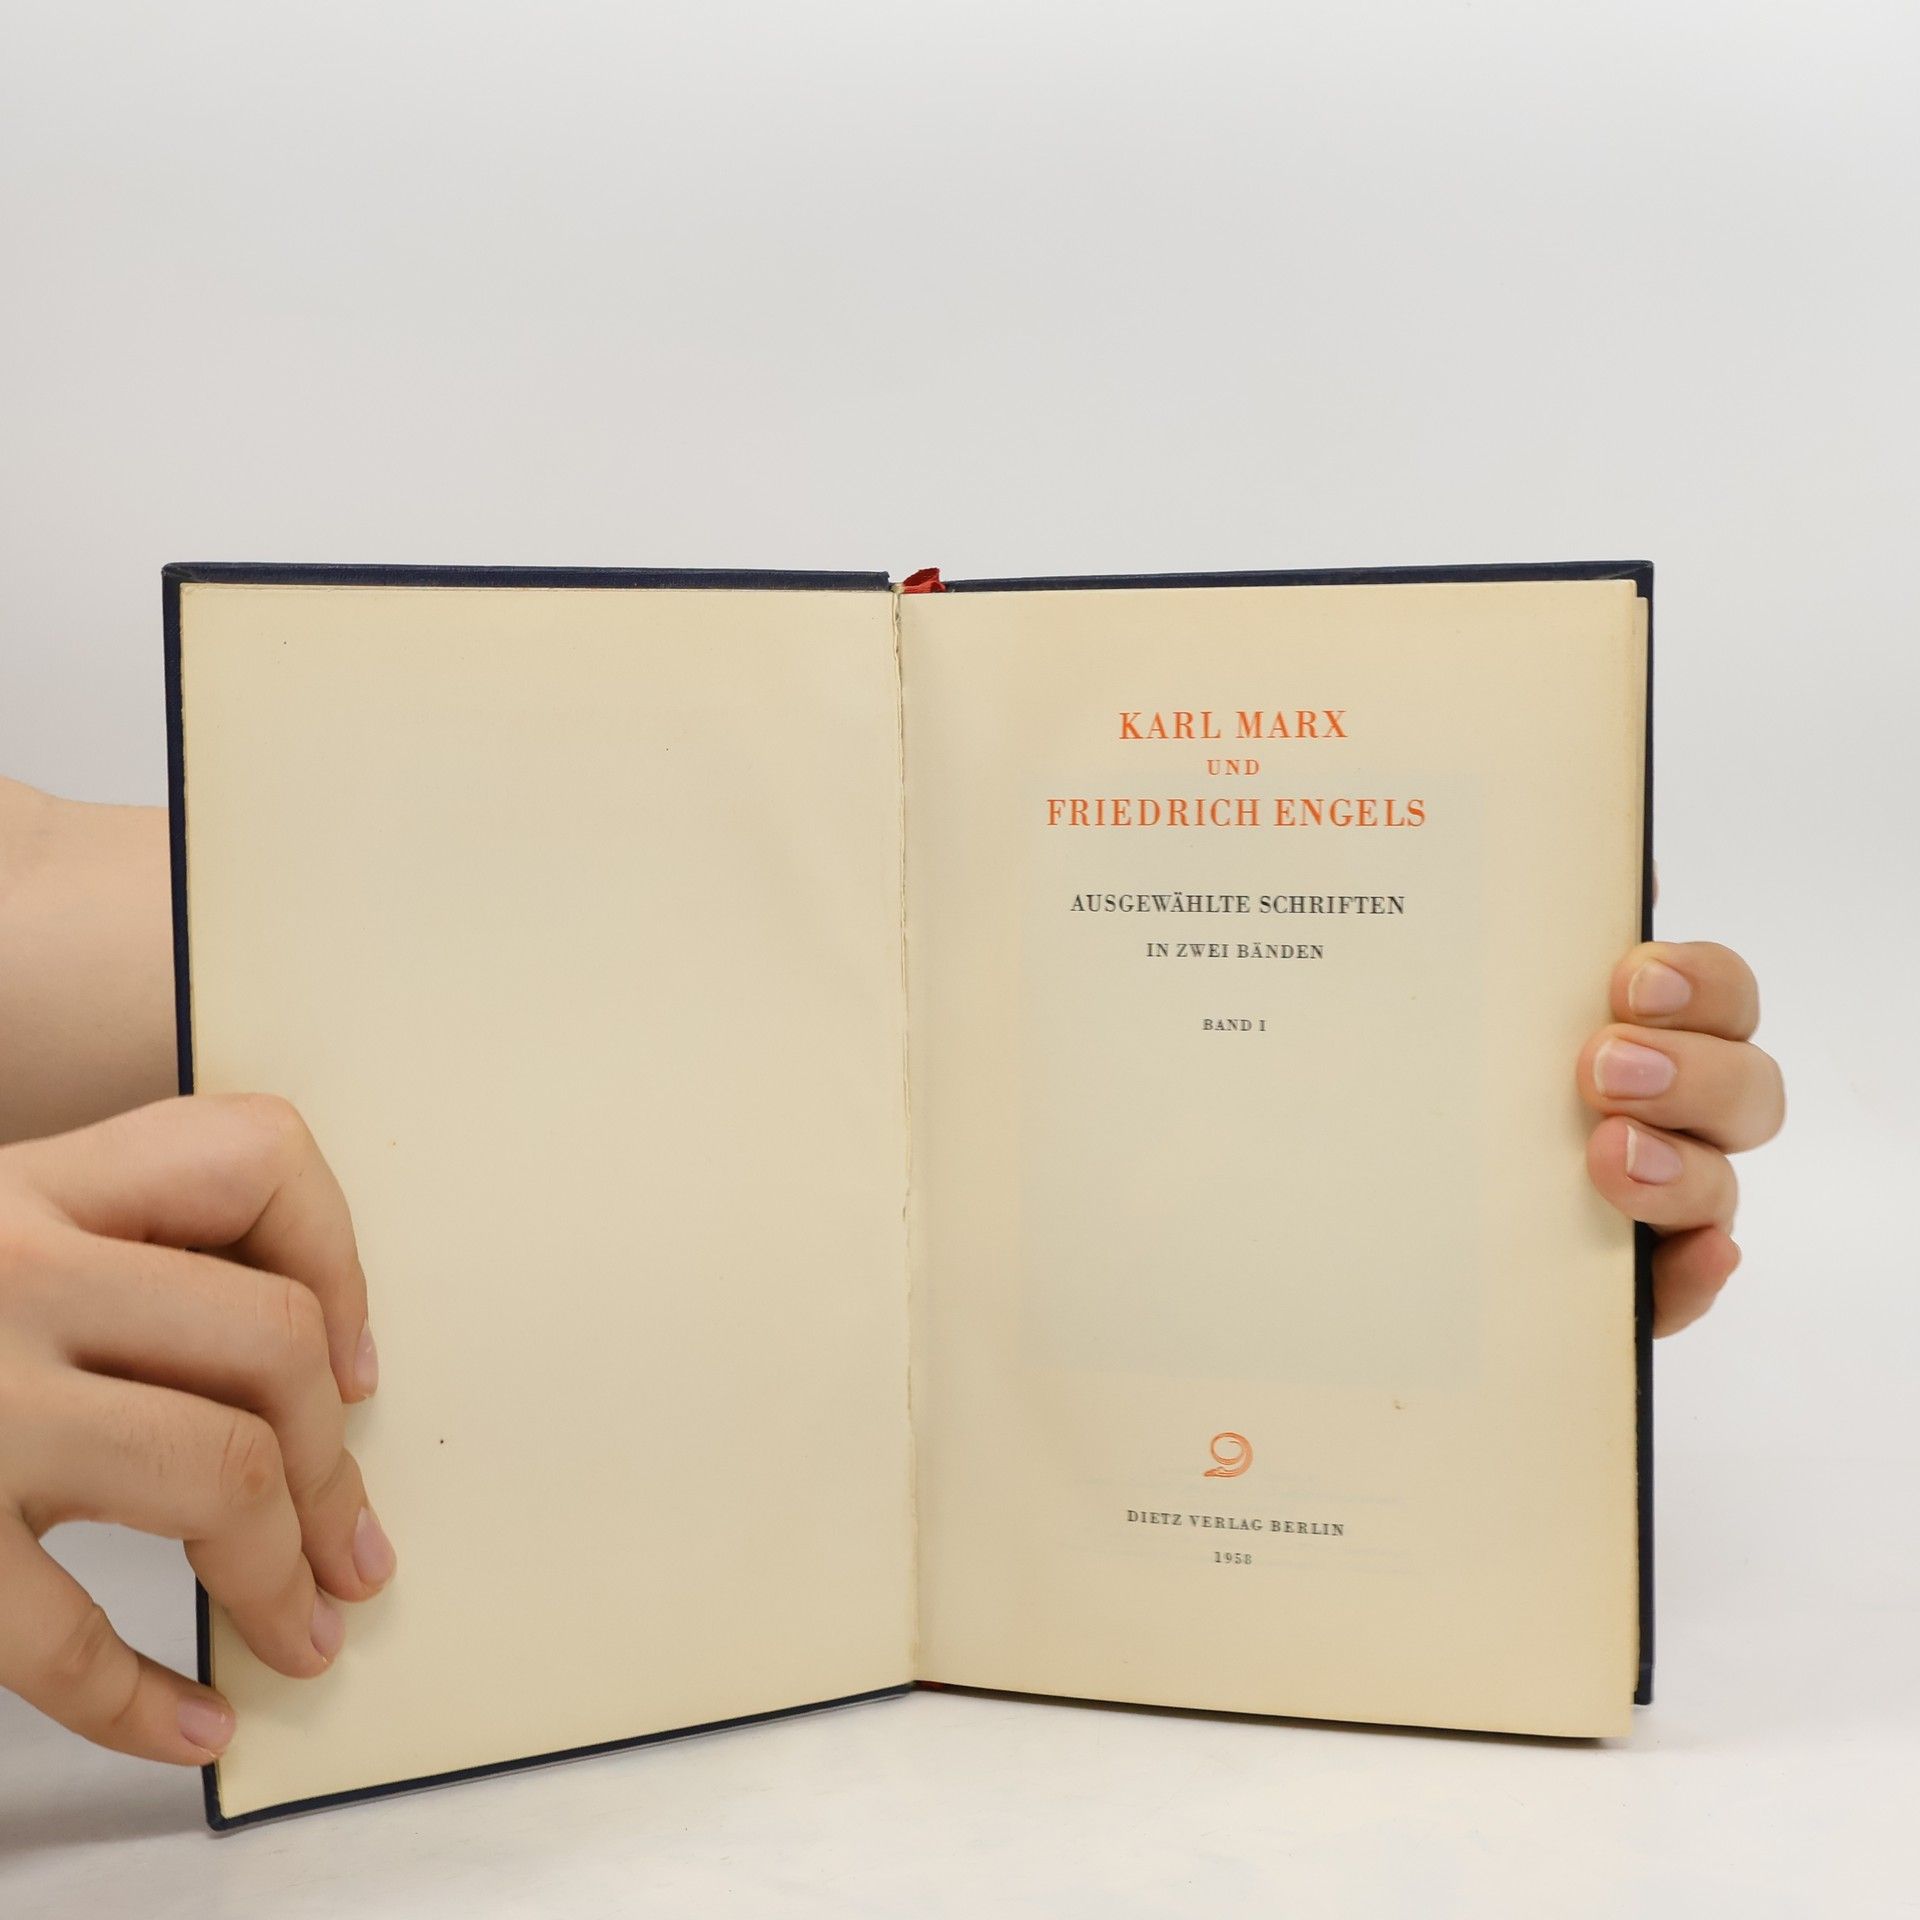 KARL MARX
UND
FRIEDRICH ENGELS
AUSGEWÄHLTE SCHRIFTEN
IN ZWEI BÄNDEN
BAND I
DIETZ VERLAG BERLIN
1958